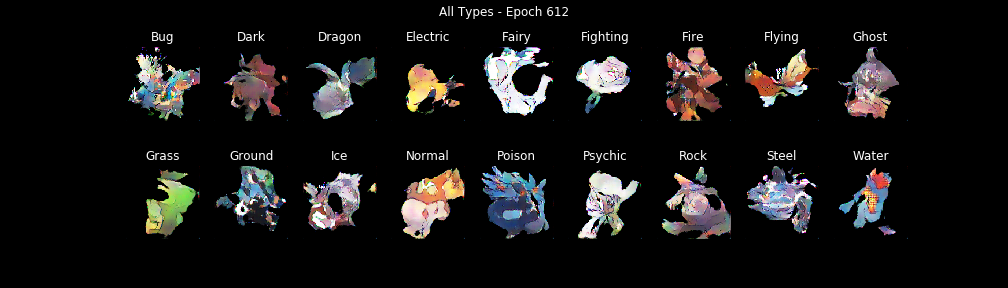 All Types - Epoch 612
Bug Dark Dragon Electric Fairy Fighting Fire Flying Ghost
Grass Ground Ice Normal Poison Psychic Rock Steel Water